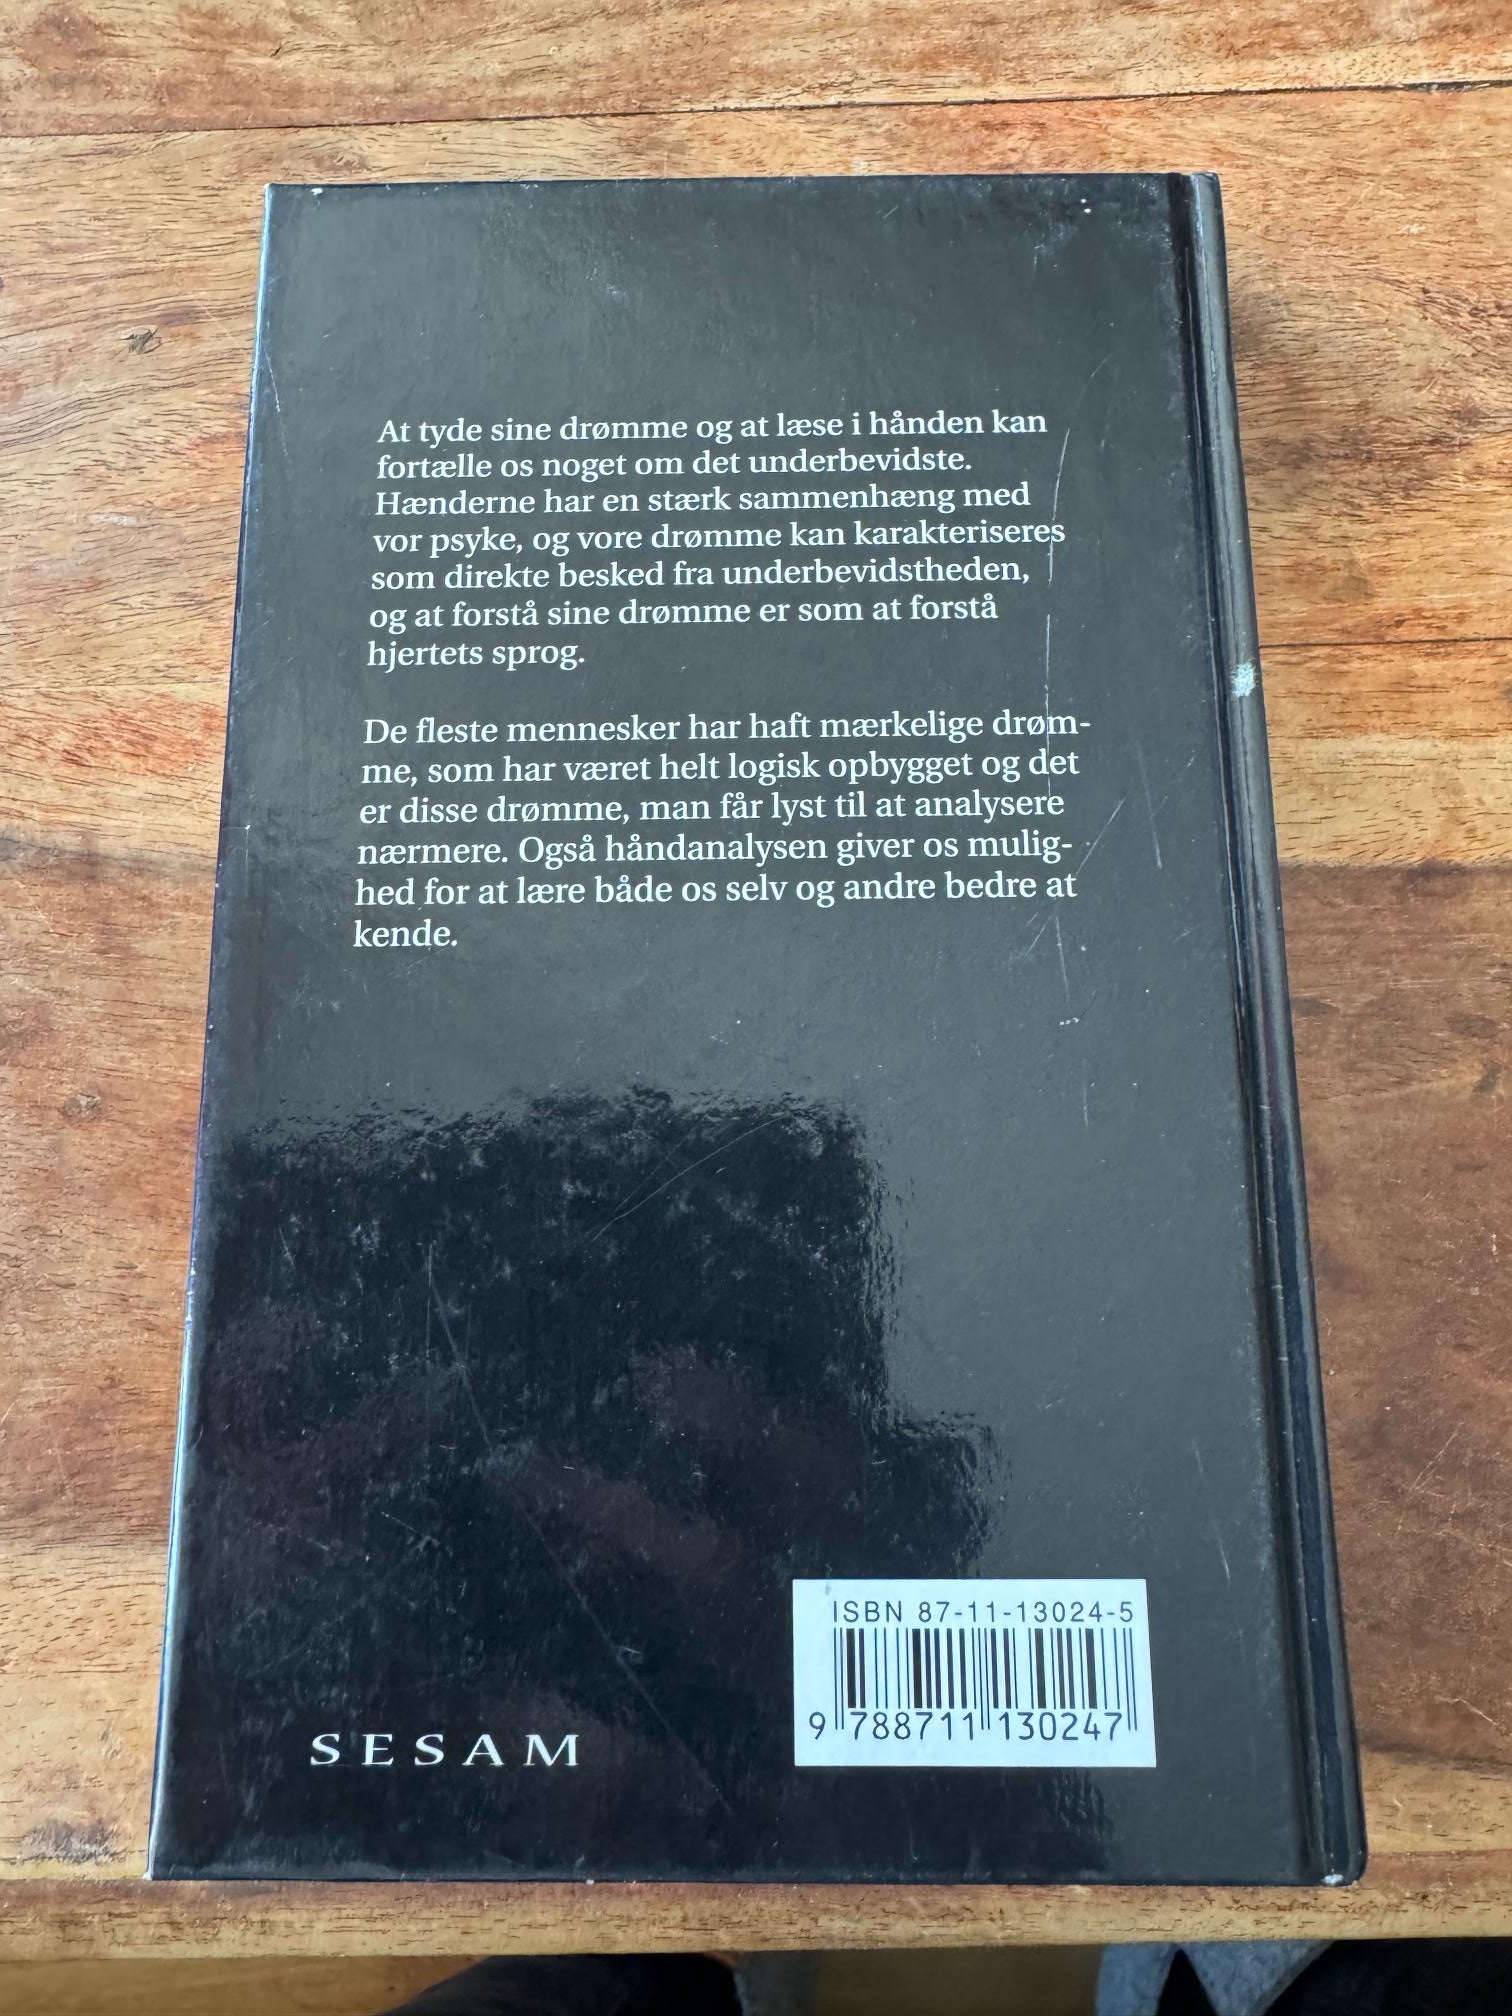 At tyde sine drømme og at læse i hånden kan
fortælle os noget om det underbevidste.
Hænderne har en stærk sammenhæng med
vor psyke, og vore drømme kan karakteriseres
som direkte besked fra underbevidstheden,
og at forstå sine drømme er som at forstå
hjertets sprog.
De fleste mennesker har haft mærkelige drøm-
me, som har været helt logisk opbygget og det
er disse drømme, man får lyst til at analysere
nærmere. Også håndanalysen giver os mulig-
hed for at lære både os selv og andre bedre at
kende.
ISBN 87-11-13024-5
9 788711 130247
SESAM